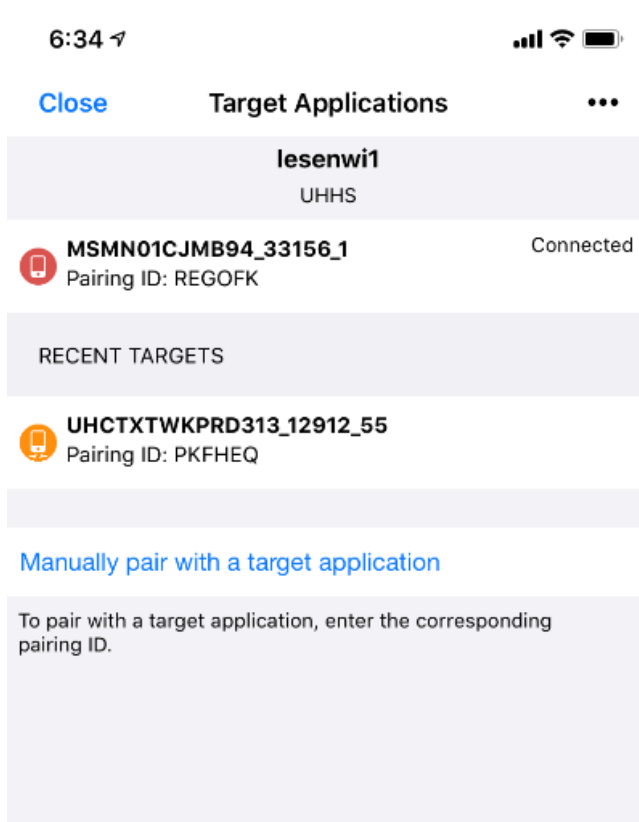 6:34
Close Target Applications •••
lesenwi1
UHHS
MSMN01CJMB94_33156_1 Connected
Pairing ID: REGOFK
RECENT TARGETS
UHCTXTWKPRD313_12912_55
Pairing ID: PKFHEQ
Manually pair with a target application
To pair with a target application, enter the corresponding
pairing ID.